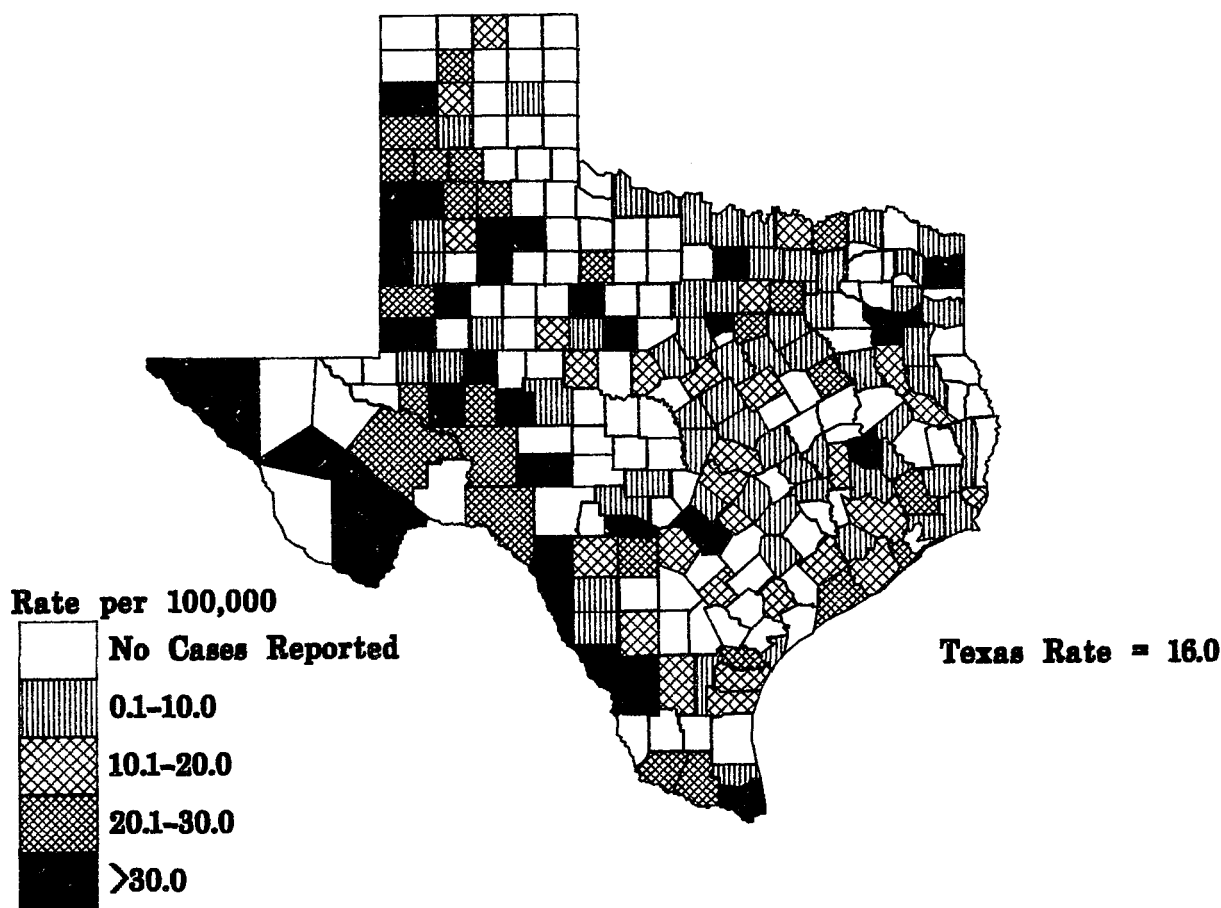 Rate per 100,000
No Cases Reported
0.1-10.0
10.1-20.0
20.1-30.0
>30.0
Texas Rate = 16.0